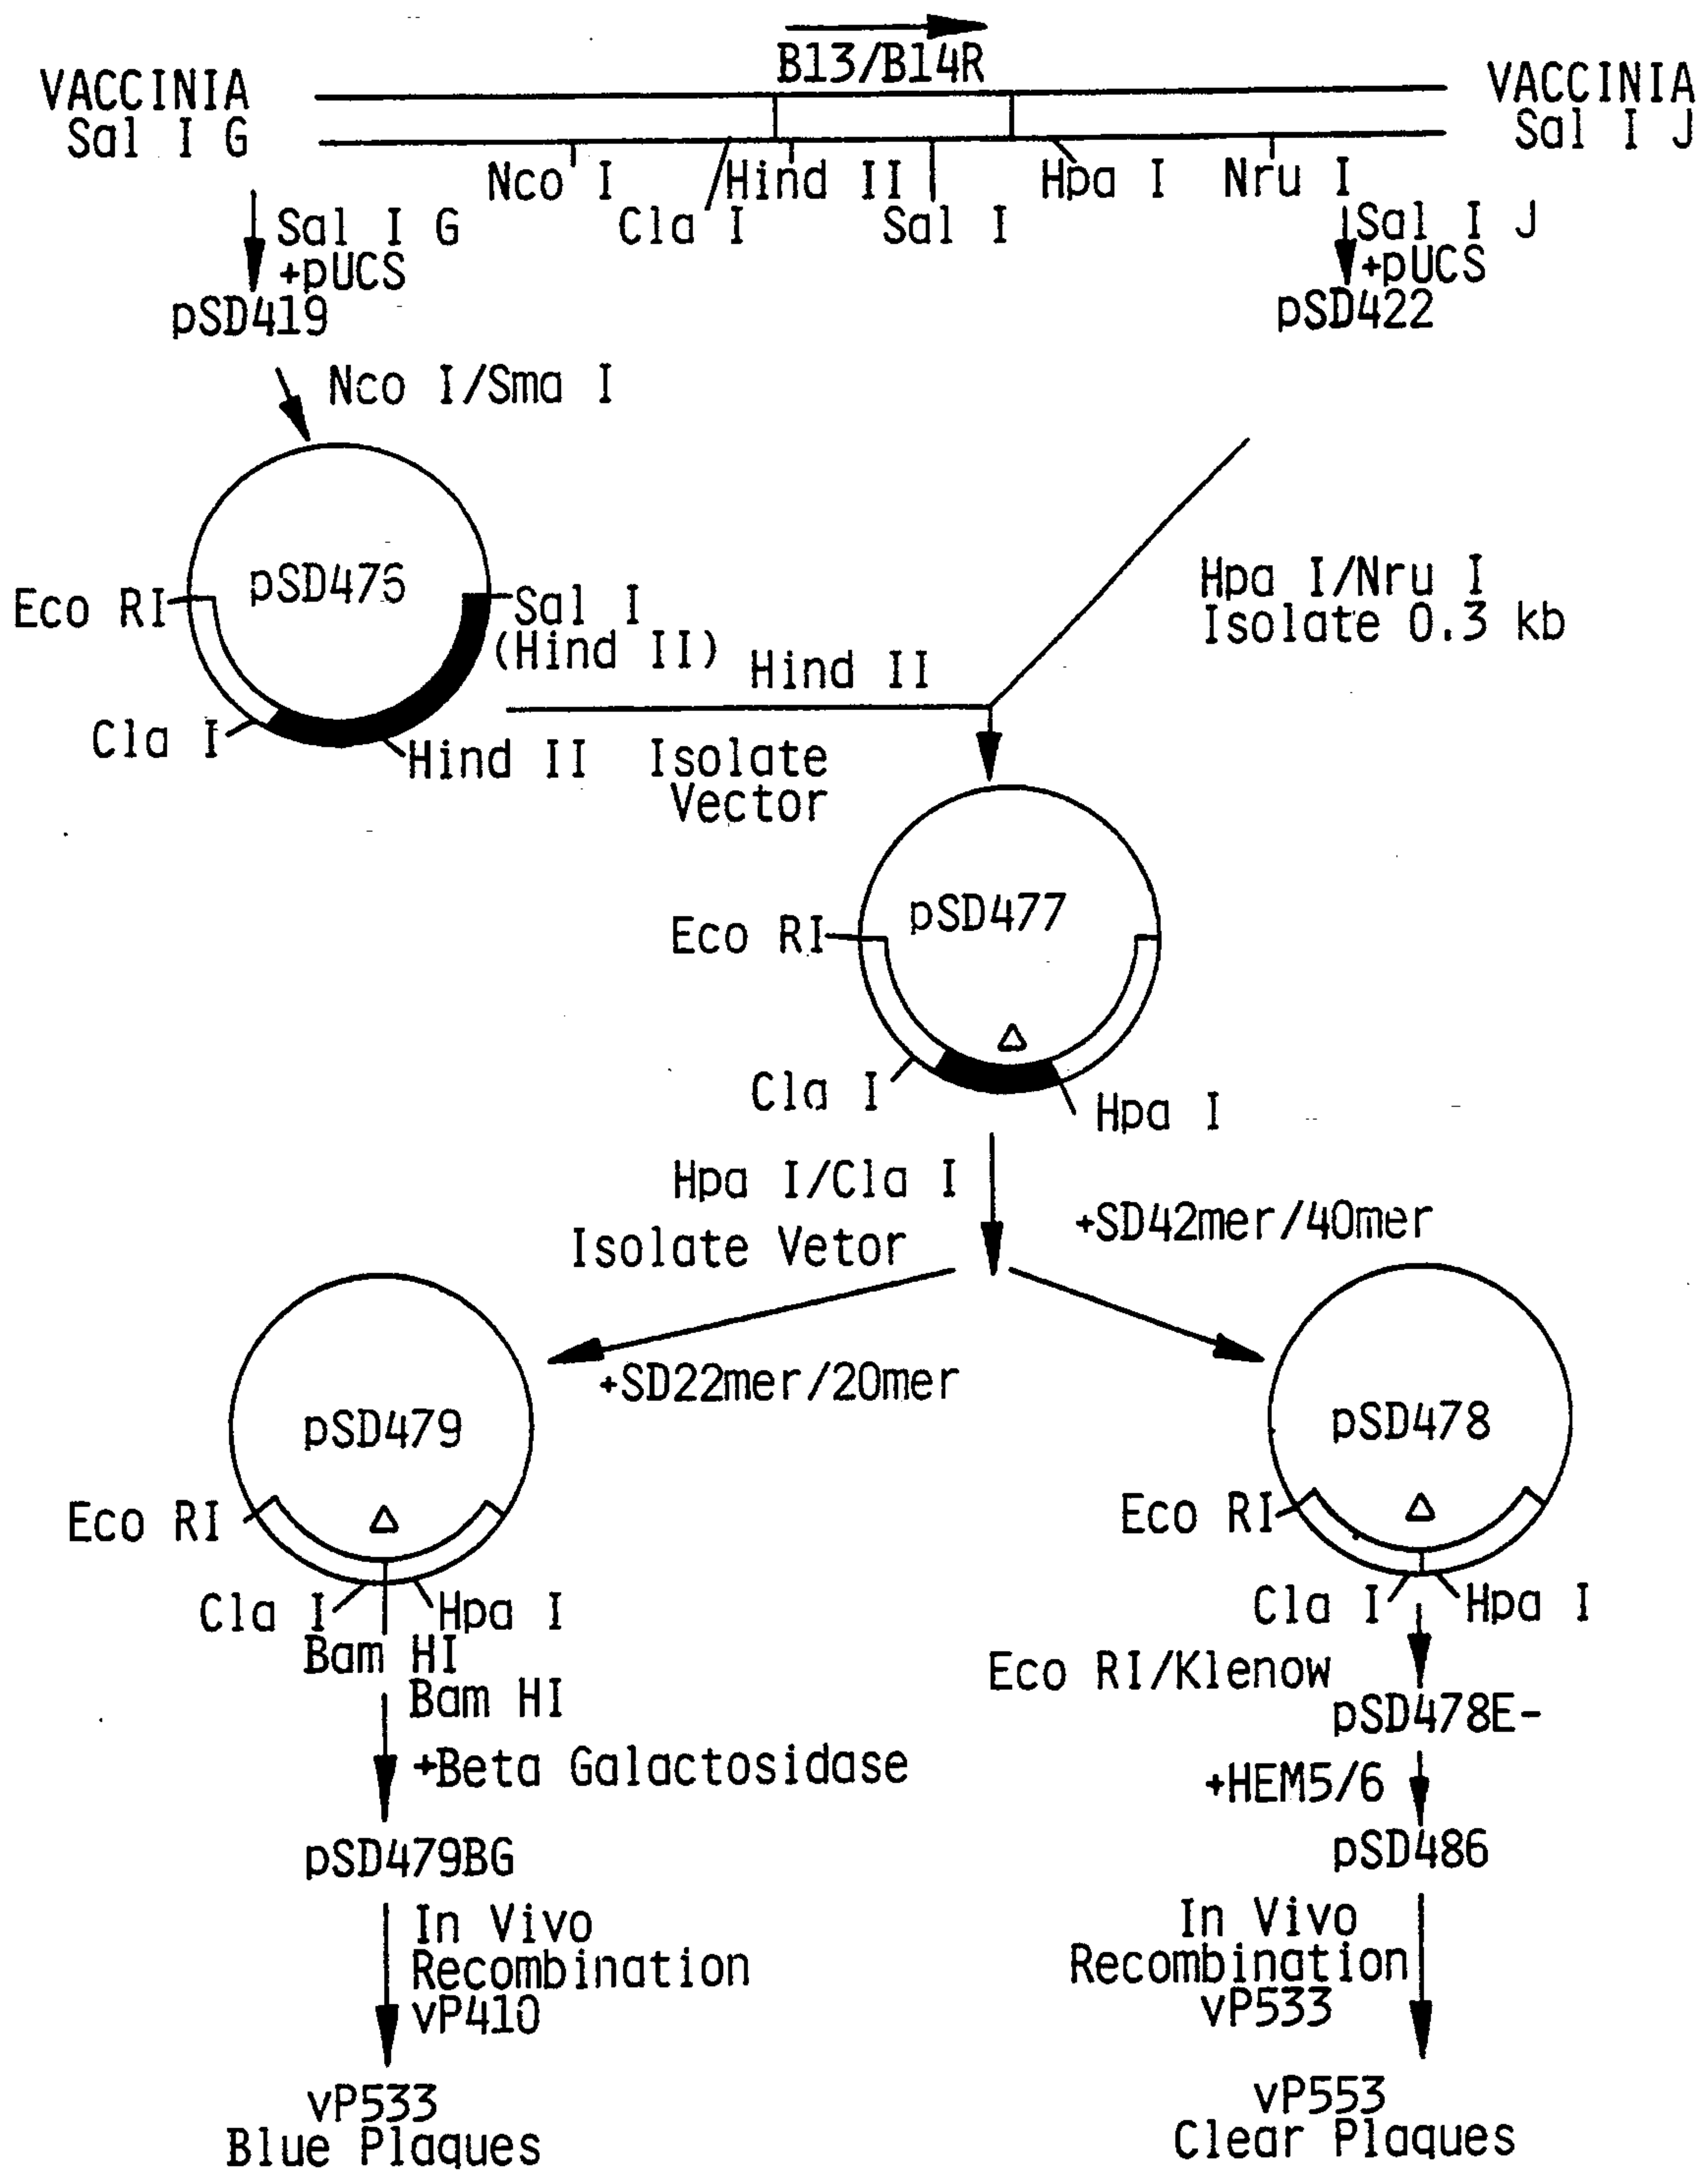 B13/B14R
VACCINIA
Sal I G
VACCINIA
Sal I J
Nco I
Cla I
Hind II
Sal I
Hpa I
Nru I
Sal I G
+pUCS
pSD419
Sal I J
+pUCS
pSD422
Nco I/Sma I
pSD476
Eco RI
Sal I
(Hind II)
Cla I
Hind II
Hind II
Isolate
Vector
Hpa I/Nru I
Isolate 0.3 kb
pSD477
Eco RI
Δ
Cla I
Hpa I
Hpa I/Cla I
Isolate Vetor
+SD42mer/40mer
+SD22mer/20mer
pSD479
Eco RI
Δ
Cla I
Hpa I
Bam HI
Bam HI
+Beta Galactosidase
pSD479BG
In Vivo
Recombination
vP410
vP533
Blue Plaques
pSD478
Eco RI
Δ
Cla I
Hpa I
Eco RI/Klenow
pSD478E-
+HEM5/6
pSD486
In Vivo
Recombination
vP533
vP553
Clear Plaques